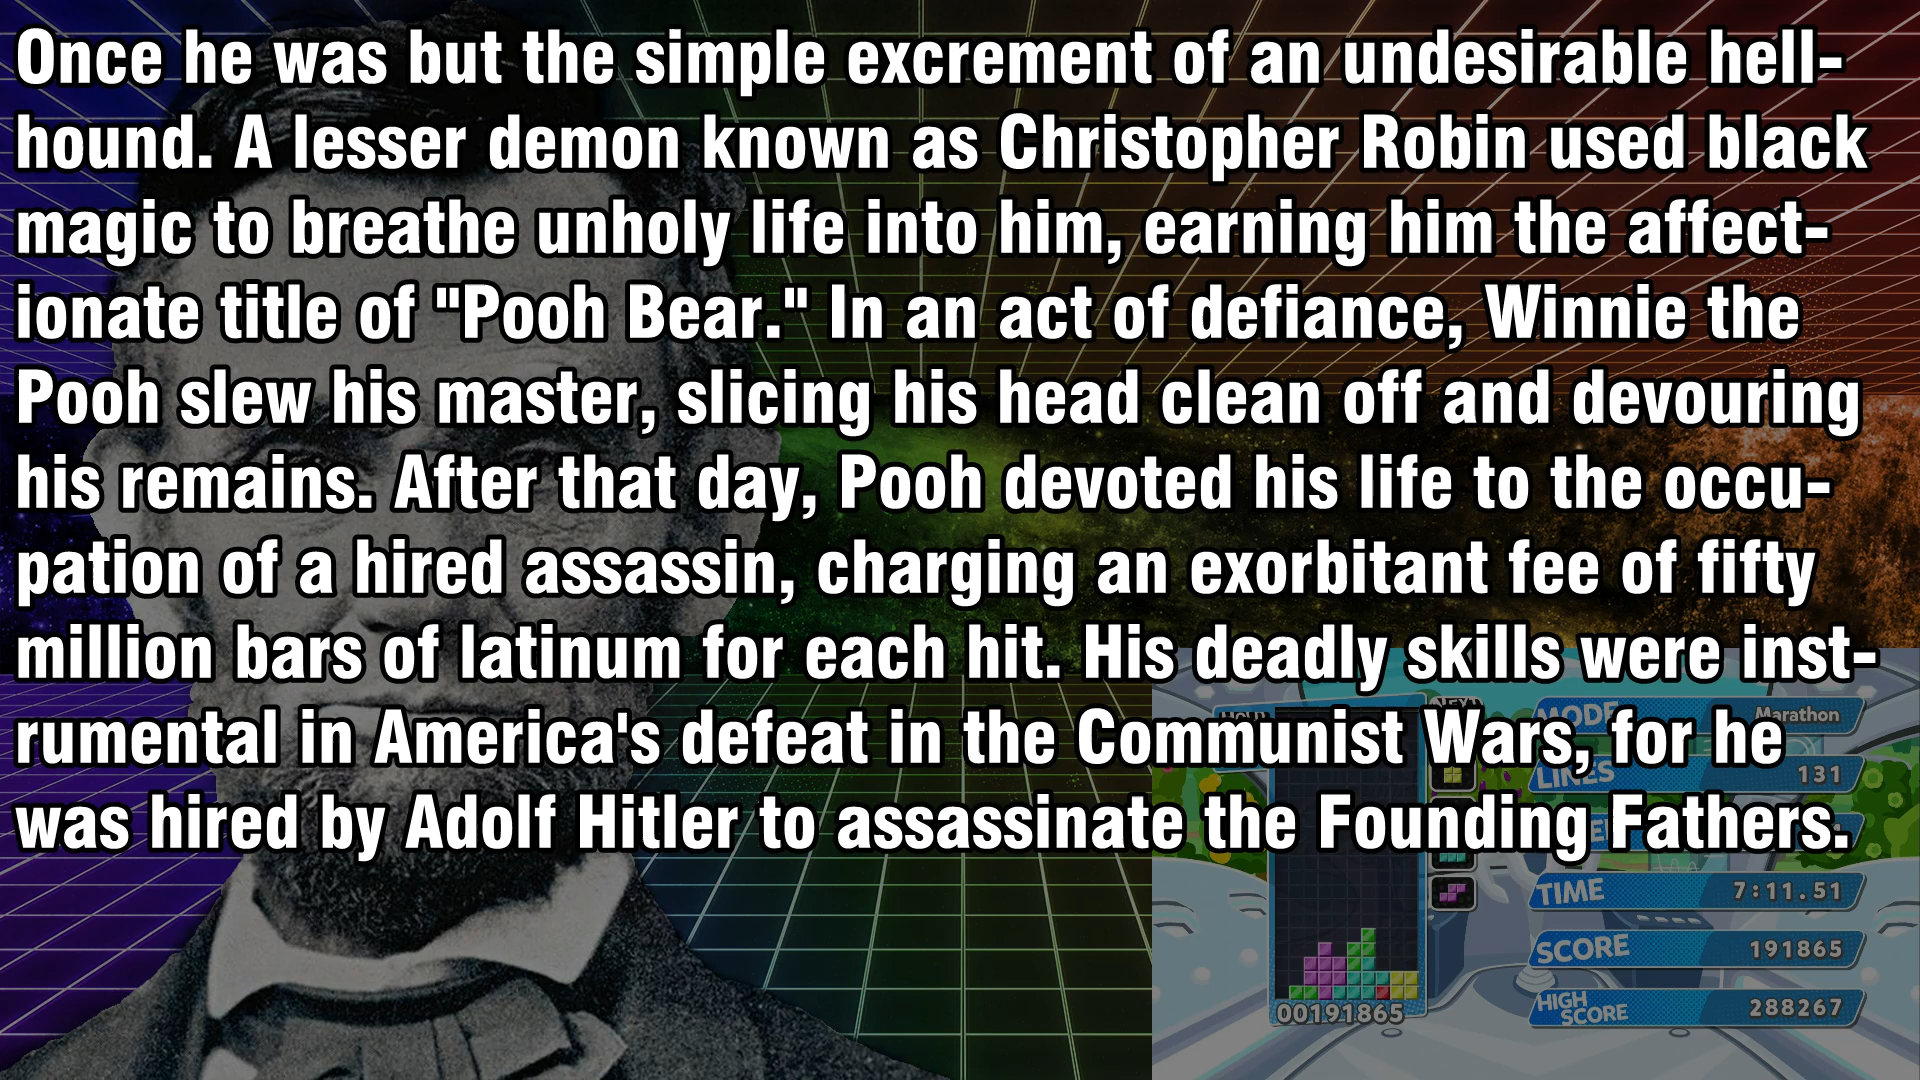 Once he was but the simple excrement of an undesirable hell-
hound. A lesser demon known as Christopher Robin used black
magic to breathe unholy life into him, earning him the affect-
ionate title of "Pooh Bear." In an act of defiance, Winnie the
Pooh slew his master, slicing his head clean off and devouring
his remains. After that day, Pooh devoted his life to the occu-
pation of a hired assassin, charging an exorbitant fee of fifty
million bars of latinum for each hit. His deadly skills were inst-
rumental in America's defeat in the Communist Wars, for he
was hired by Adolf Hitler to assassinate the Founding Fathers.
HOLD
NEXT
MODE Marathon
LINES 131
TIME 7:11.51
SCORE 191865
HIGH SCORE 288267
00191865